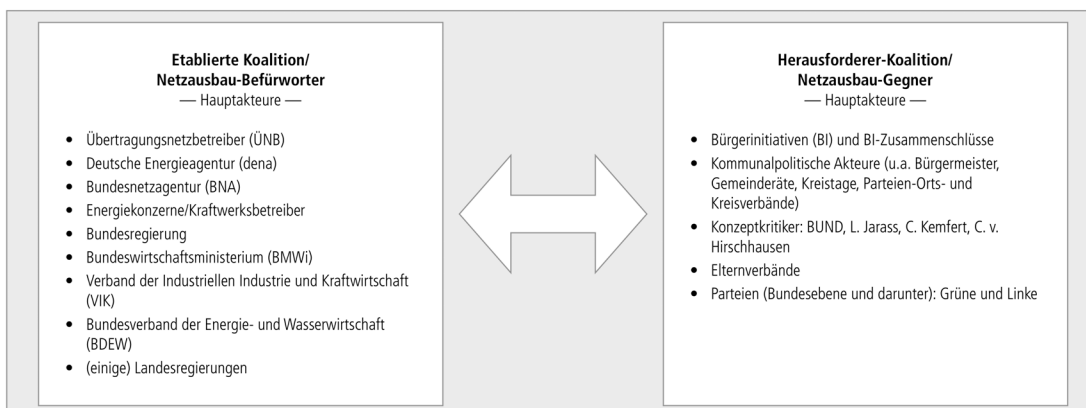 Etablierte Koalition/
Netzausbau-Befürworter
— Hauptakteure —
• Übertragungsnetzbetreiber (ÜNB)
• Deutsche Energieagentur (dena)
• Bundesnetzagentur (BNA)
• Energiekonzerne/Kraftwerksbetreiber
• Bundesregierung
• Bundeswirtschaftsministerium (BMWi)
• Verband der Industriellen Industrie und Kraftwirtschaft
(VIK)
• Bundesverband der Energie- und Wasserwirtschaft
(BDEW)
• (einige) Landesregierungen
Herausforderer-Koalition/
Netzausbau-Gegner
— Hauptakteure —
• Bürgerinitiativen (BI) und BI-Zusammenschlüsse
• Kommunalpolitische Akteure (u.a. Bürgermeister,
Gemeinderäte, Kreistage, Parteien-Orts- und
Kreisverbände)
• Konzeptkritiker: BUND, L. Jarass, C. Kemfert, C. v.
Hirschhausen
• Elternverbände
• Parteien (Bundesebene und darunter): Grüne und Linke